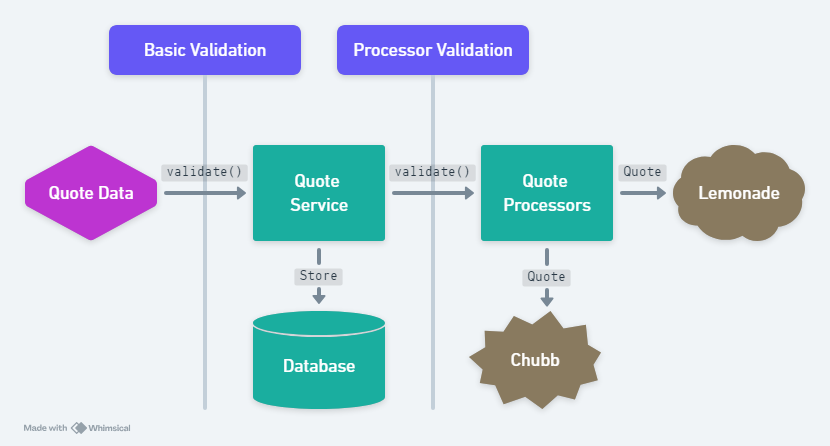 Basic Validation
Processor Validation
Quote Data
validate()
Quote
Service
validate()
Quote
Processors
Quote
Lemonade
Store
Quote
Database
Chubb
Made with Whimsical